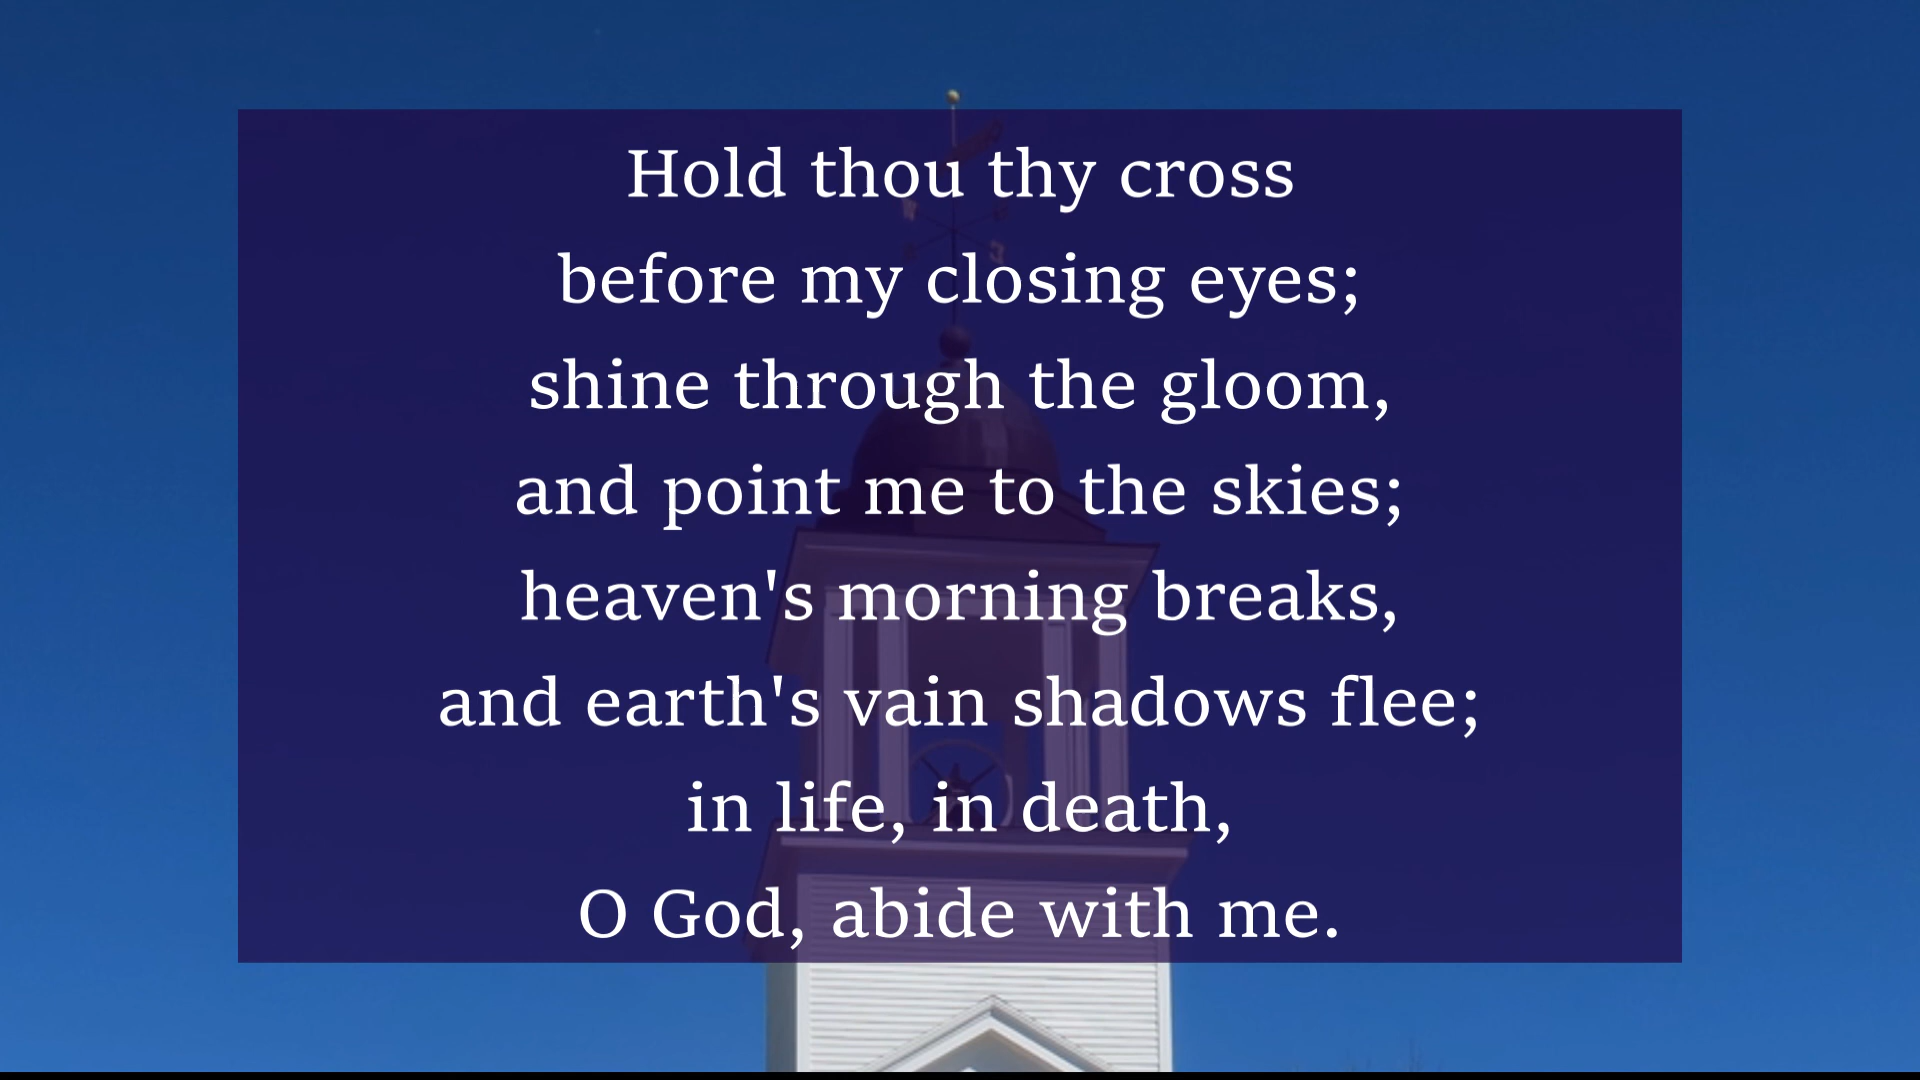 Hold thou thy cross
before my closing eyes;
shine through the gloom,
and point me to the skies;
heaven's morning breaks,
and earth's vain shadows flee;
in life, in death,
O God, abide with me.